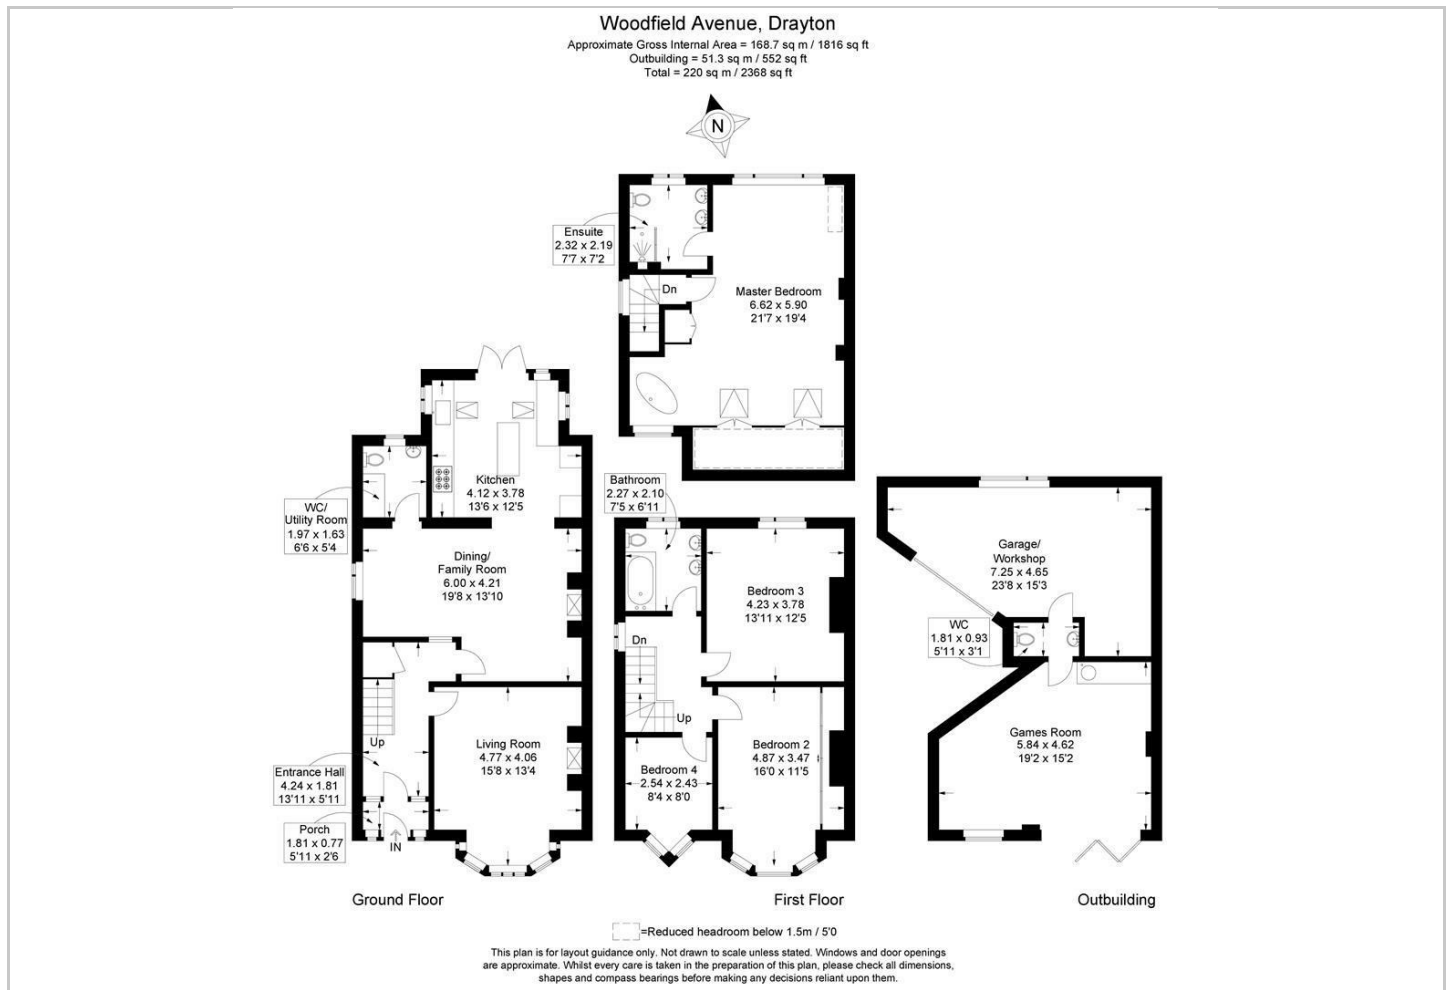 Woodfield Avenue, Drayton
Approximate Gross Internal Area = 168.7 sq m / 1816 sq ft
Outbuilding = 51.3 sq m / 552 sq ft
Total = 220 sq m / 2368 sq ft
N
Ensuite
2.32 x 2.19
7'7 x 7'2
Dn
Master Bedroom
6.62 x 5.90
21'7 x 19'4
Kitchen
4.12 x 3.78
13'6 x 12'5
WC/
Utility Room
1.97 x 1.63
6'6 x 5'4
Dining/
Family Room
6.00 x 4.21
19'8 x 13'10
Up
Living Room
4.77 x 4.06
15'8 x 13'4
Entrance Hall
4.24 x 1.81
13'11 x 5'11
Porch
1.81 x 0.77
5'11 x 2'6
IN
Ground Floor
Bathroom
2.27 x 2.10
7'5 x 6'11
Bedroom 3
4.23 x 3.78
13'11 x 12'5
Dn
Up
Bedroom 2
4.87 x 3.47
16'0 x 11'5
Bedroom 4
2.54 x 2.43
8'4 x 8'0
First Floor
Garage/
Workshop
7.25 x 4.65
23'8 x 15'3
WC
1.81 x 0.93
5'11 x 3'1
Games Room
5.84 x 4.62
19'2 x 15'2
Outbuilding
=Reduced headroom below 1.5m / 5'0
This plan is for layout guidance only. Not drawn to scale unless stated. Windows and door openings
are approximate. Whilst every care is taken in the preparation of this plan, please check all dimensions,
shapes and compass bearings before making any decisions reliant upon them.